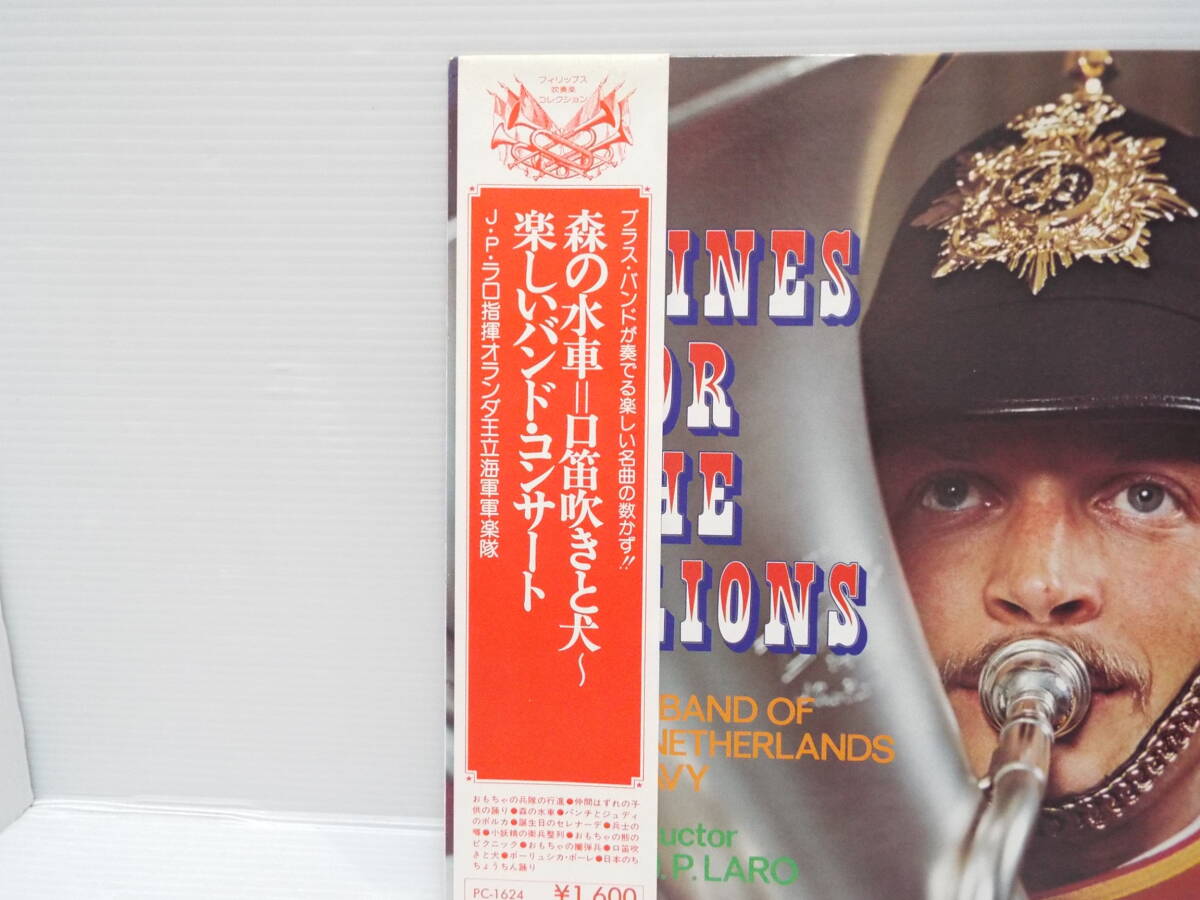 フィリップス
吹奏楽
コレクション
ブラス・バンドが奏でる楽しい名曲の数かず!!
森の水車=口笛吹きと犬〜
楽しいバンド・コンサート
J・P・ラロ指揮オランダ王立海軍軍楽隊
おもちゃの兵隊の行進●仲間はずれの子
供の踊り●森の水車●パンチとジュディ
のポルカ●誕生日のセレナーデ●兵士の
噂●小妖精の衛兵整列●おもちゃの熊の
ピクニック●おもちゃの擲弾兵●口笛吹
きと犬●ポーリュシカ・ポーレ●日本のち
ょうちん踊り
PC-1624 ¥1,600
INES
OR
HE
LIONS
BAND OF
NETHERLANDS
AVY
uctor
J.P.LARO